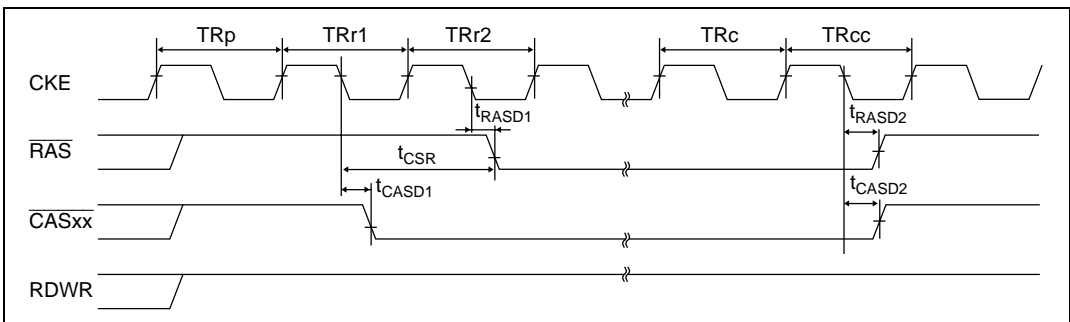 TRp TRr1 TRr2 TRc TRcc
CKE
tRASD1 tRASD2
RAS
tCSR
tCASD1 tCASD2
CASxx
RDWR